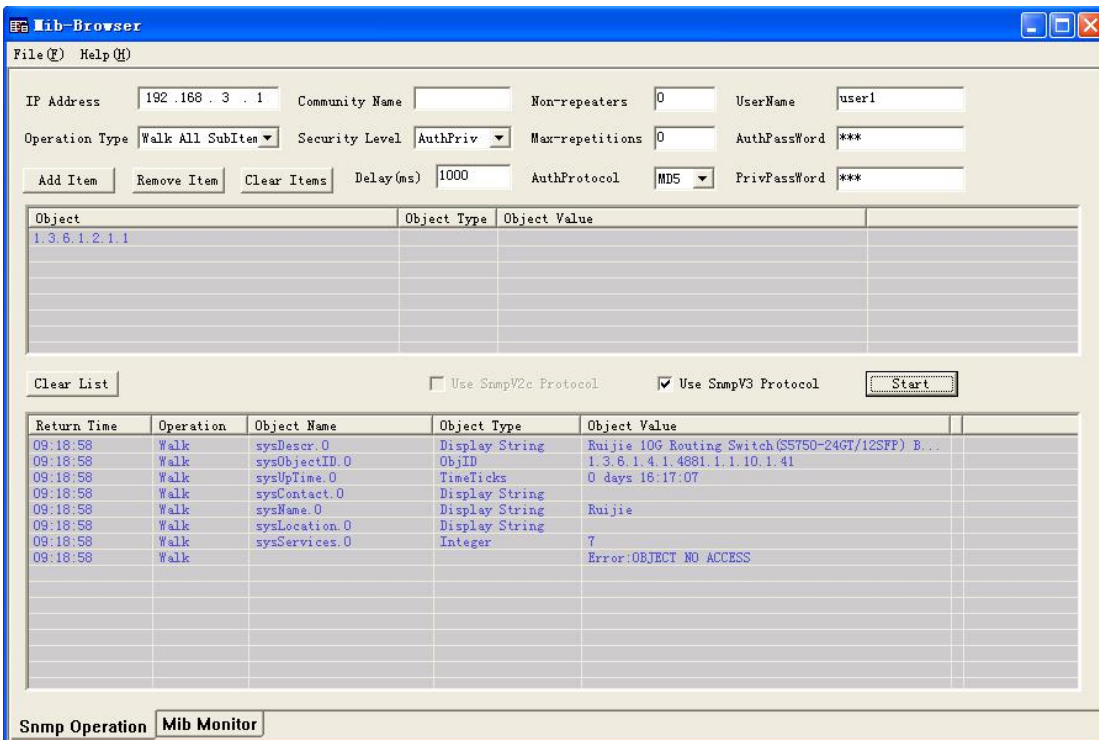 Mib-Browser
File(F) Help(H)
IP Address 192 .168 . 3 . 1 Community Name Non-repeaters 0 UserName user1
Operation Type Walk All SubItem Security Level AuthPriv Max-repetitions 0 AuthPassWord ***
Add Item Remove Item Clear Items Delay(ms) 1000 AuthProtocol MD5 PrivPassWord ***
Object Object Type Object Value
1.3.6.1.2.1.1
Clear List Use SnmpV2c Protocol Use SnmpV3 Protocol Start
Return Time Operation Object Name Object Type Object Value
09:18:58 Walk sysDescr.0 Display String Ruijie 10G Routing Switch(S5750-24GT/12SFP) B...
09:18:58 Walk sysObjectID.0 ObjID 1.3.6.1.4.1.4881.1.1.10.1.41
09:18:58 Walk sysUpTime.0 TimeTicks 0 days 16:17:07
09:18:58 Walk sysContact.0 Display String
09:18:58 Walk sysName.0 Display String Ruijie
09:18:58 Walk sysLocation.0 Display String
09:18:58 Walk sysServices.0 Integer 7
09:18:58 Walk Error:OBJECT NO ACCESS
Snmp Operation Mib Monitor